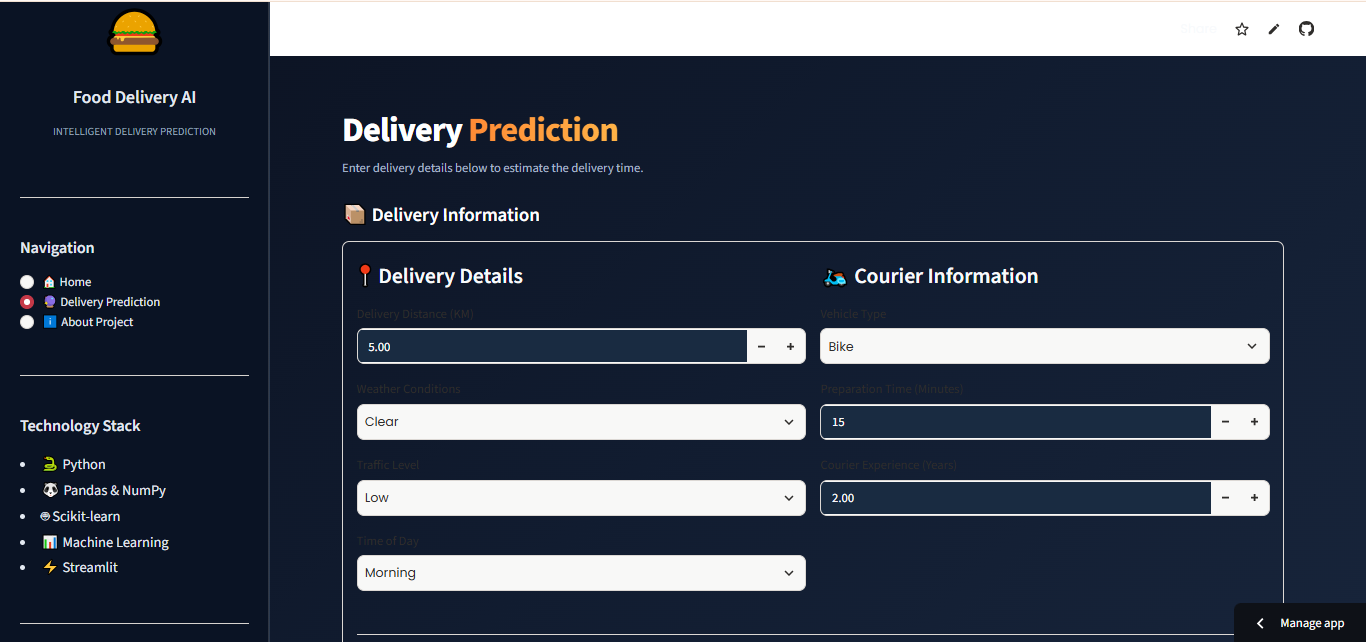 Food Delivery AI
INTELLIGENT DELIVERY PREDICTION
Navigation
Home
Delivery Prediction
About Project
Technology Stack
Python
Pandas & NumPy
Scikit-learn
Machine Learning
Streamlit
Delivery Prediction
Enter delivery details below to estimate the delivery time.
Delivery Information
Delivery Details
Delivery Distance (KM)
5.00
Weather Conditions
Clear
Traffic Level
Low
Time of Day
Morning
Courier Information
Vehicle Type
Bike
Preparation Time (Minutes)
15
Courier Experience (Years)
2.00
Manage app